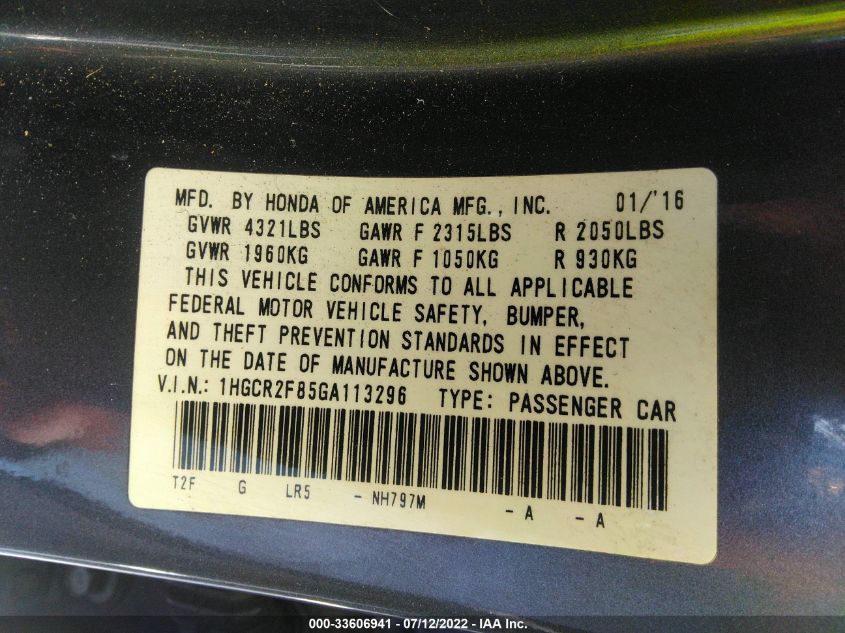 MFD. BY HONDA OF AMERICA MFG., INC. 01/'16
GVWR 4321LBS GAWR F 2315LBS R 2050LBS
GVWR 1960KG GAWR F 1050KG R 930KG
THIS VEHICLE CONFORMS TO ALL APPLICABLE
FEDERAL MOTOR VEHICLE SAFETY, BUMPER,
AND THEFT PREVENTION STANDARDS IN EFFECT
ON THE DATE OF MANUFACTURE SHOWN ABOVE.
V.I.N.: 1HGCR2F85GA113296 TYPE: PASSENGER CAR
T2F G LR5 - NH797M - A - A
000-33606941 - 07/12/2022 - IAA Inc.